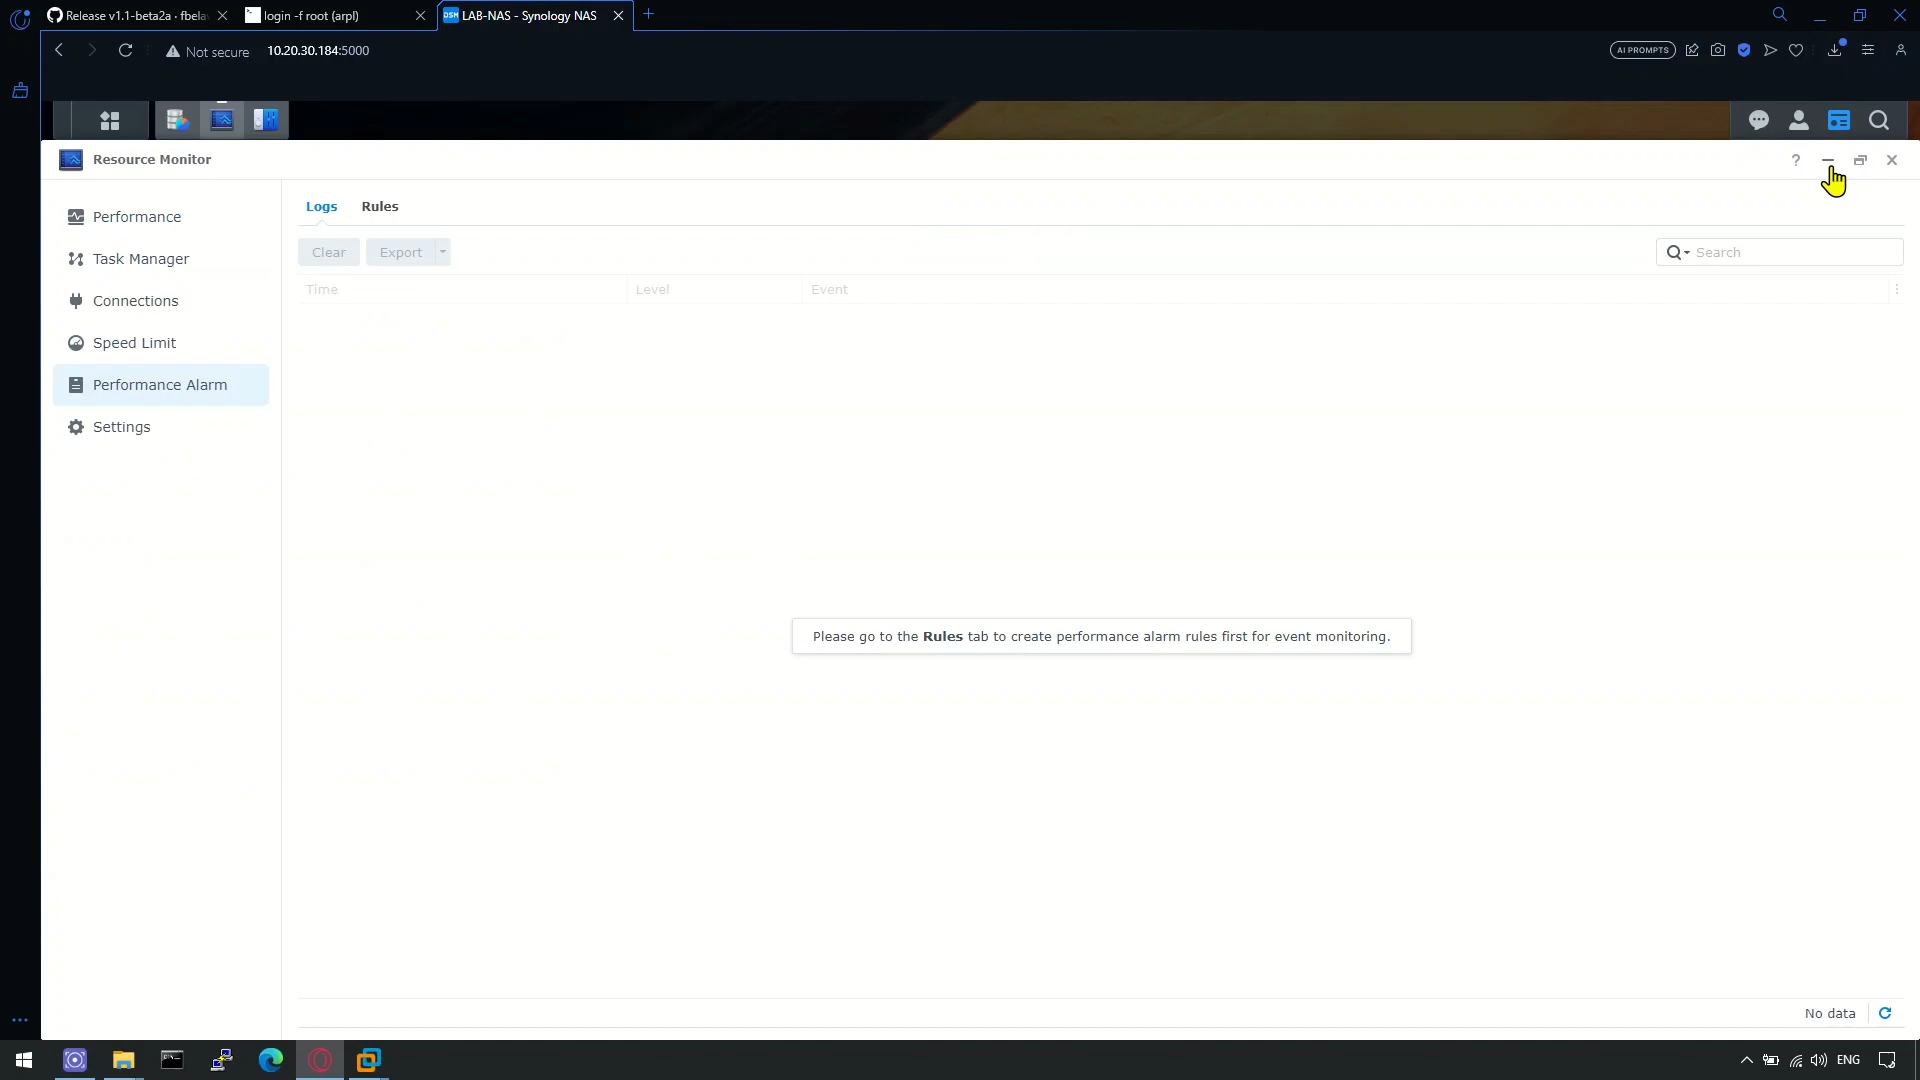 Release v1.1-beta2a · fbela
login -f root (arpl)
DSM LAB-NAS - Synology NAS
Not secure
10.20.30.184:5000
AI PROMPTS
Resource Monitor
?
Performance
Task Manager
Connections
Speed Limit
Performance Alarm
Settings
Logs
Rules
Clear
Export
Search
Time
Level
Event
Please go to the Rules tab to create performance alarm rules first for event monitoring.
No data
ENG